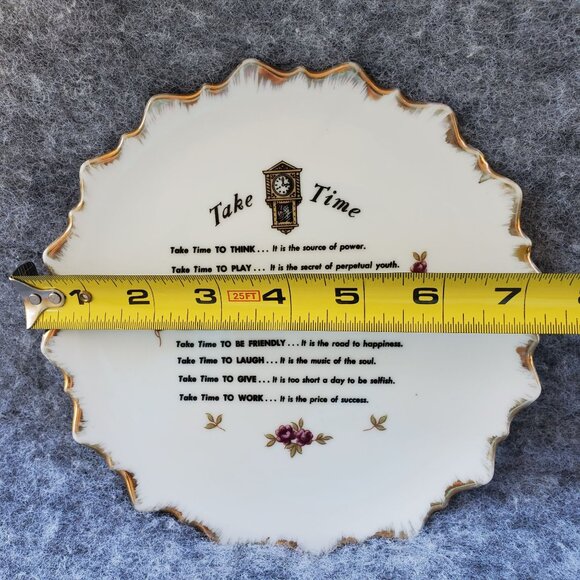 Take Time
Take Time TO THINK... It is the source of power.
Take Time TO PLAY... It is the secret of perpetual youth.
1 2 3 25FT 4 5 6 7
Take Time TO BE FRIENDLY... It is the road to happiness.
Take Time TO LAUGH... It is the music of the soul.
Take Time TO GIVE... It is too short a day to be selfish.
Take Time TO WORK... It is the price of success.